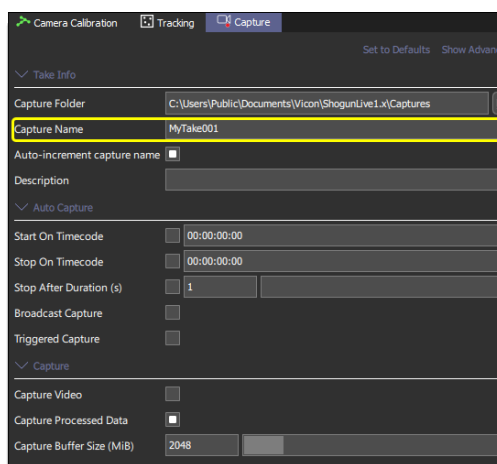 Camera Calibration Tracking Capture
Set to Defaults Show Advan
Take Info
Capture Folder C:\Users\Public\Documents\Vicon\ShogunLive1.x\Captures
Capture Name MyTake001
Auto-increment capture name
Description
Auto Capture
Start On Timecode 00:00:00:00
Stop On Timecode 00:00:00:00
Stop After Duration (s) 1
Broadcast Capture
Triggered Capture
Capture
Capture Video
Capture Processed Data
Capture Buffer Size (MiB) 2048